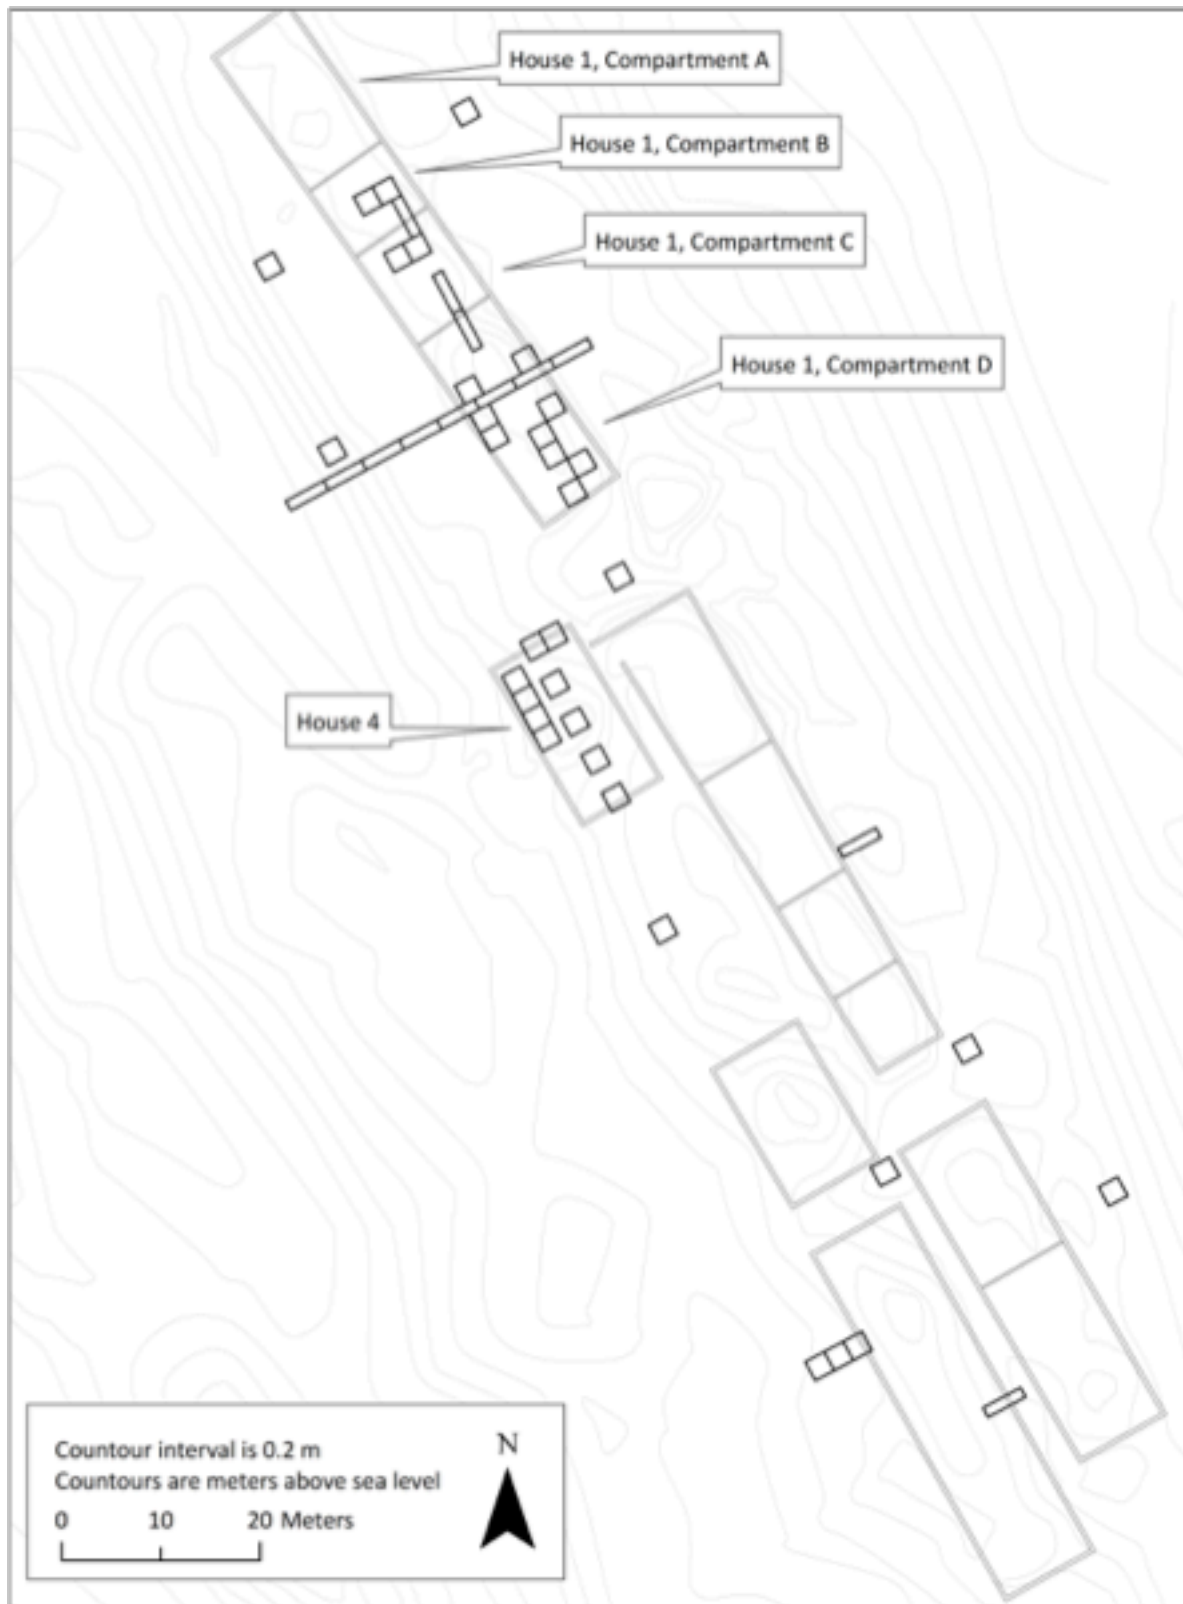 House 1, Compartment A
House 1, Compartment B
House 1, Compartment C
House 1, Compartment D
House 4
Countour interval is 0.2 m
Countours are meters above sea level
N
0 10 20 Meters